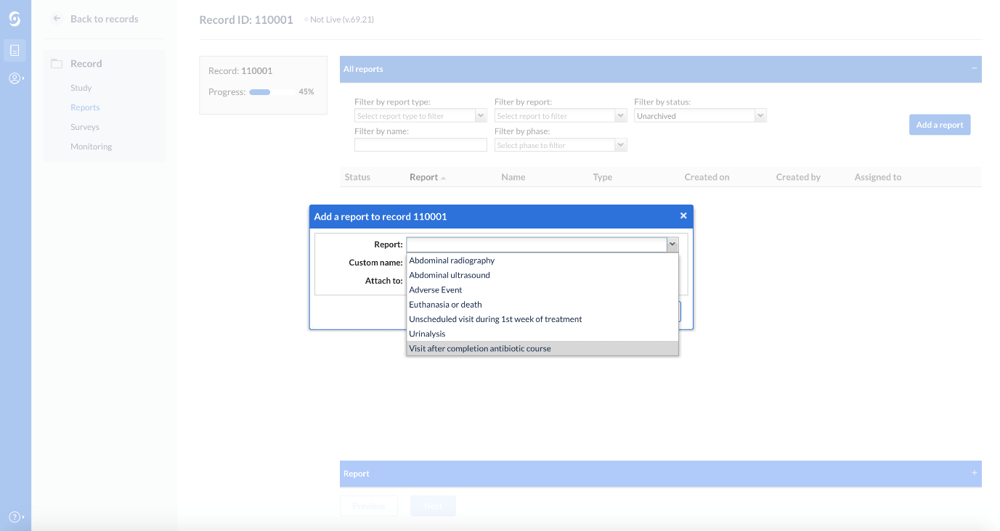 Back to records
Record ID: 110001
Not Live (v.69.21)
Record
Study
Reports
Surveys
Monitoring
Record: 110001
Progress: 45%
All reports
Filter by report type:
Filter by report:
Filter by status:
Select report type to filter
Select report to filter
Unarchived
Add a report
Filter by name:
Filter by phase:
Select phase to filter
Status Report Name Type Created on Created by Assigned to
Add a report to record 110001
Report:
Custom name:
Attach to:
Abdominal radiography
Abdominal ultrasound
Adverse Event
Euthanasia or death
Unscheduled visit during 1st week of treatment
Urinalysis
Visit after completion antibiotic course
Report
Previous
Next